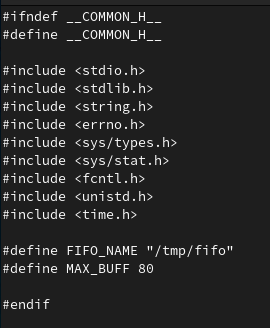 #ifndef __COMMON_H__
#define __COMMON_H__
#include <stdio.h>
#include <stdlib.h>
#include <string.h>
#include <errno.h>
#include <sys/types.h>
#include <sys/stat.h>
#include <fcntl.h>
#include <unistd.h>
#include <time.h>
#define FIFO_NAME "/tmp/fifo"
#define MAX_BUFF 80
#endif